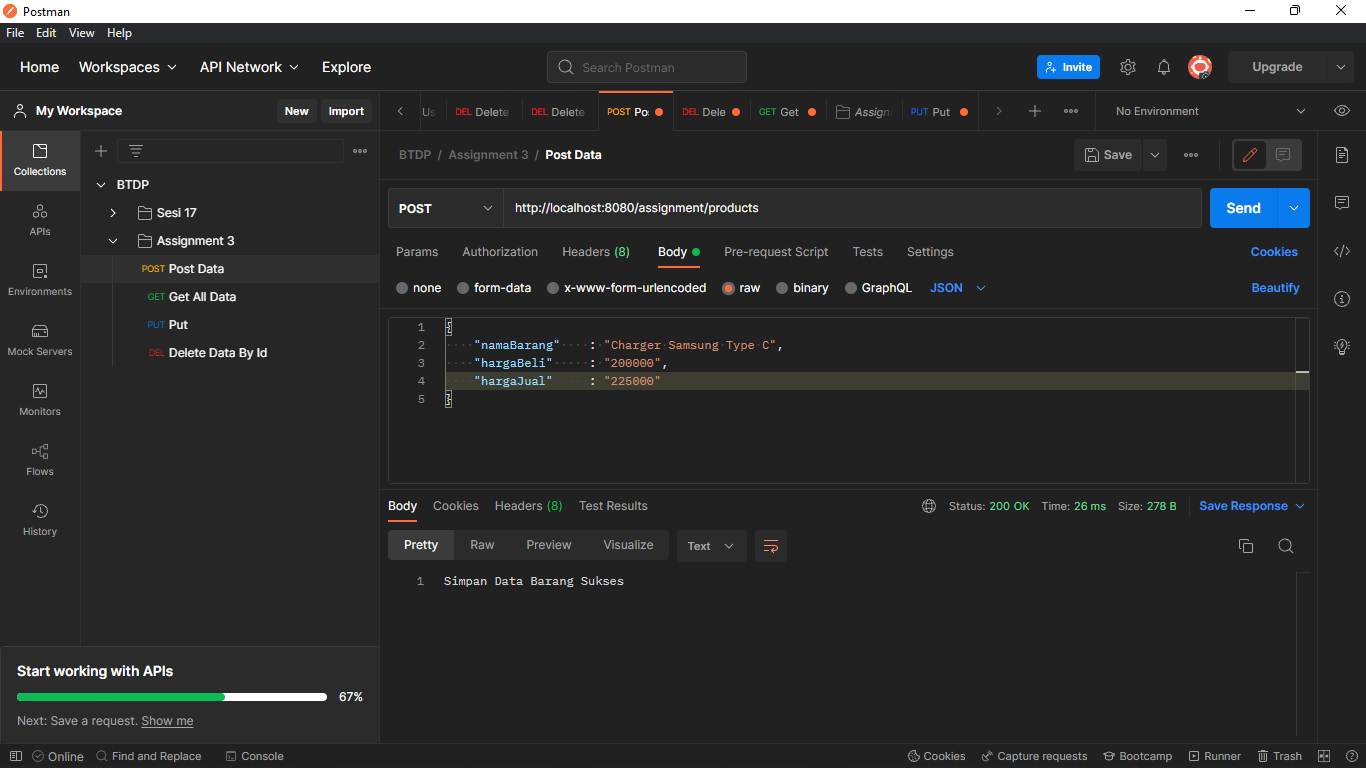 Postman
File Edit View Help
Home Workspaces API Network Explore Search Postman Invite Upgrade
My Workspace New Import
Us DEL Delete DEL Delete POST Po DEL Dele GET Get Assign PUT Put No Environment
Collections
APIs
Environments
Mock Servers
Monitors
Flows
History
BTDP
Sesi 17
Assignment 3
POST Post Data
GET Get All Data
PUT Put
DEL Delete Data By Id
BTDP / Assignment 3 / Post Data Save
POST http://localhost:8080/assignment/products Send
Params Authorization Headers (8) Body Pre-request Script Tests Settings Cookies
none form-data x-www-form-urlencoded raw binary GraphQL JSON Beautify
1 {
2 "namaBarang" : "Charger Samsung Type C",
3 "hargaBeli" : "200000",
4 "hargaJual" : "225000"
5 }
Body Cookies Headers (8) Test Results Status: 200 OK Time: 26 ms Size: 278 B Save Response
Pretty Raw Preview Visualize Text
1 Simpan Data Barang Sukses
Start working with APIs
67%
Next: Save a request. Show me
Online Find and Replace Console Cookies Capture requests Bootcamp Runner Trash